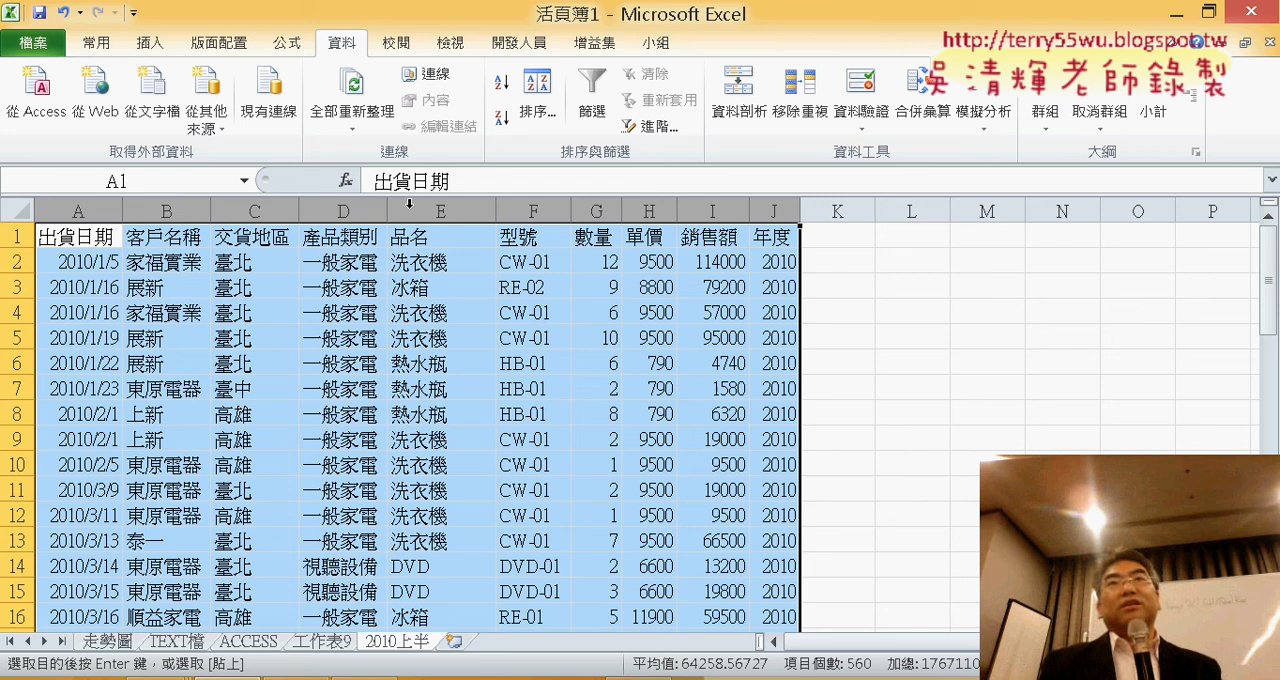 活頁簿1 - Microsoft Excel
檔案 常用 插入 版面配置 公式 資料 校閱 檢視 開發人員 增益集 小組
http://terry55wu.blogspot.tw
吳清輝老師錄製
從 Access 從 Web 從文字檔 從其他來源 現有連線 全部重新整理 連線 內容 編輯連結 排序... 篩選 清除 重新套用 進階... 資料剖析 移除重複 資料驗證 合併彙算 模擬分析 群組 取消群組 小計
取得外部資料 連線 排序與篩選 資料工具 大綱
A1 fx 出貨日期
A B C D E F G H I J K L M N O P
1 出貨日期 客戶名稱 交貨地區 產品類別 品名 型號 數量 單價 銷售額 年度
2 2010/1/5 家福實業 臺北 一般家電 洗衣機 CW-01 12 9500 114000 2010
3 2010/1/16 展新 臺北 一般家電 冰箱 RE-02 9 8800 79200 2010
4 2010/1/16 家福實業 臺北 一般家電 洗衣機 CW-01 6 9500 57000 2010
5 2010/1/19 展新 臺北 一般家電 洗衣機 CW-01 10 9500 95000 2010
6 2010/1/22 展新 臺北 一般家電 熱水瓶 HB-01 6 790 4740 2010
7 2010/1/23 東原電器 臺中 一般家電 熱水瓶 HB-01 2 790 1580 2010
8 2010/2/1 上新 高雄 一般家電 熱水瓶 HB-01 8 790 6320 2010
9 2010/2/1 上新 高雄 一般家電 洗衣機 CW-01 2 9500 19000 2010
10 2010/2/5 東原電器 高雄 一般家電 洗衣機 CW-01 1 9500 9500 2010
11 2010/3/9 東原電器 臺北 一般家電 洗衣機 CW-01 2 9500 19000 2010
12 2010/3/11 東原電器 高雄 一般家電 洗衣機 CW-01 1 9500 9500 2010
13 2010/3/13 泰一 臺北 一般家電 洗衣機 CW-01 7 9500 66500 2010
14 2010/3/14 東原電器 臺北 視聽設備 DVD DVD-01 2 6600 13200 2010
15 2010/3/15 東原電器 臺北 視聽設備 DVD DVD-01 3 6600 19800 2010
16 2010/3/16 順益家電 高雄 一般家電 冰箱 RE-01 5 11900 59500 2010
走勢圖 TEXT檔 ACCESS 工作表9 2010上半
選取目的後按 Enter 鍵，或選取 [貼上] 平均值: 64258.56727 項目個數: 560 加總: 1767110